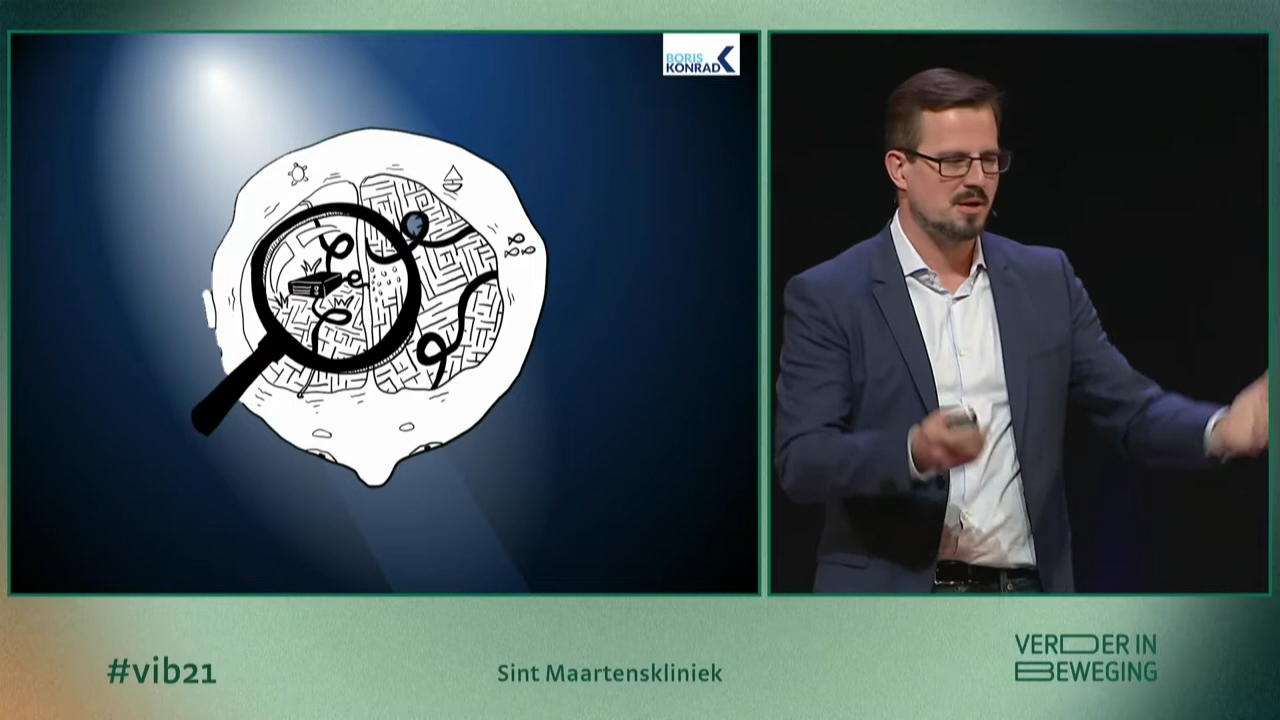 BORIS
KONRAD
#vib21
Sint Maartenskliniek
VERDER IN
BEWEGING